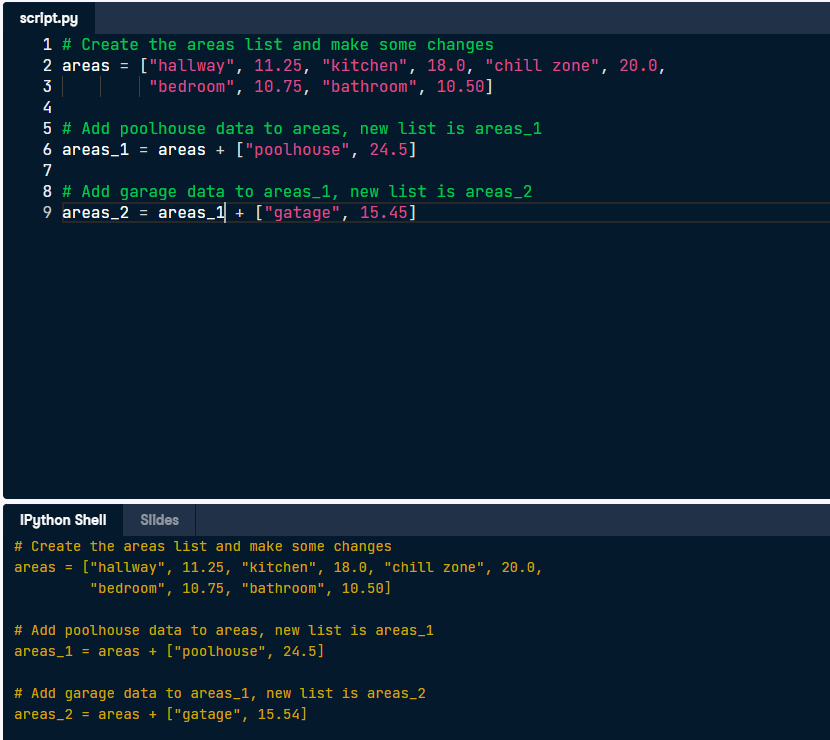 script.py
1 # Create the areas list and make some changes
2 areas = ["hallway", 11.25, "kitchen", 18.0, "chill zone", 20.0,
3          "bedroom", 10.75, "bathroom", 10.50]
4
5 # Add poolhouse data to areas, new list is areas_1
6 areas_1 = areas + ["poolhouse", 24.5]
7
8 # Add garage data to areas_1, new list is areas_2
9 areas_2 = areas_1 + ["gatage", 15.45]
IPython Shell Slides
# Create the areas list and make some changes
areas = ["hallway", 11.25, "kitchen", 18.0, "chill zone", 20.0,
         "bedroom", 10.75, "bathroom", 10.50]

# Add poolhouse data to areas, new list is areas_1
areas_1 = areas + ["poolhouse", 24.5]

# Add garage data to areas_1, new list is areas_2
areas_2 = areas + ["gatage", 15.54]